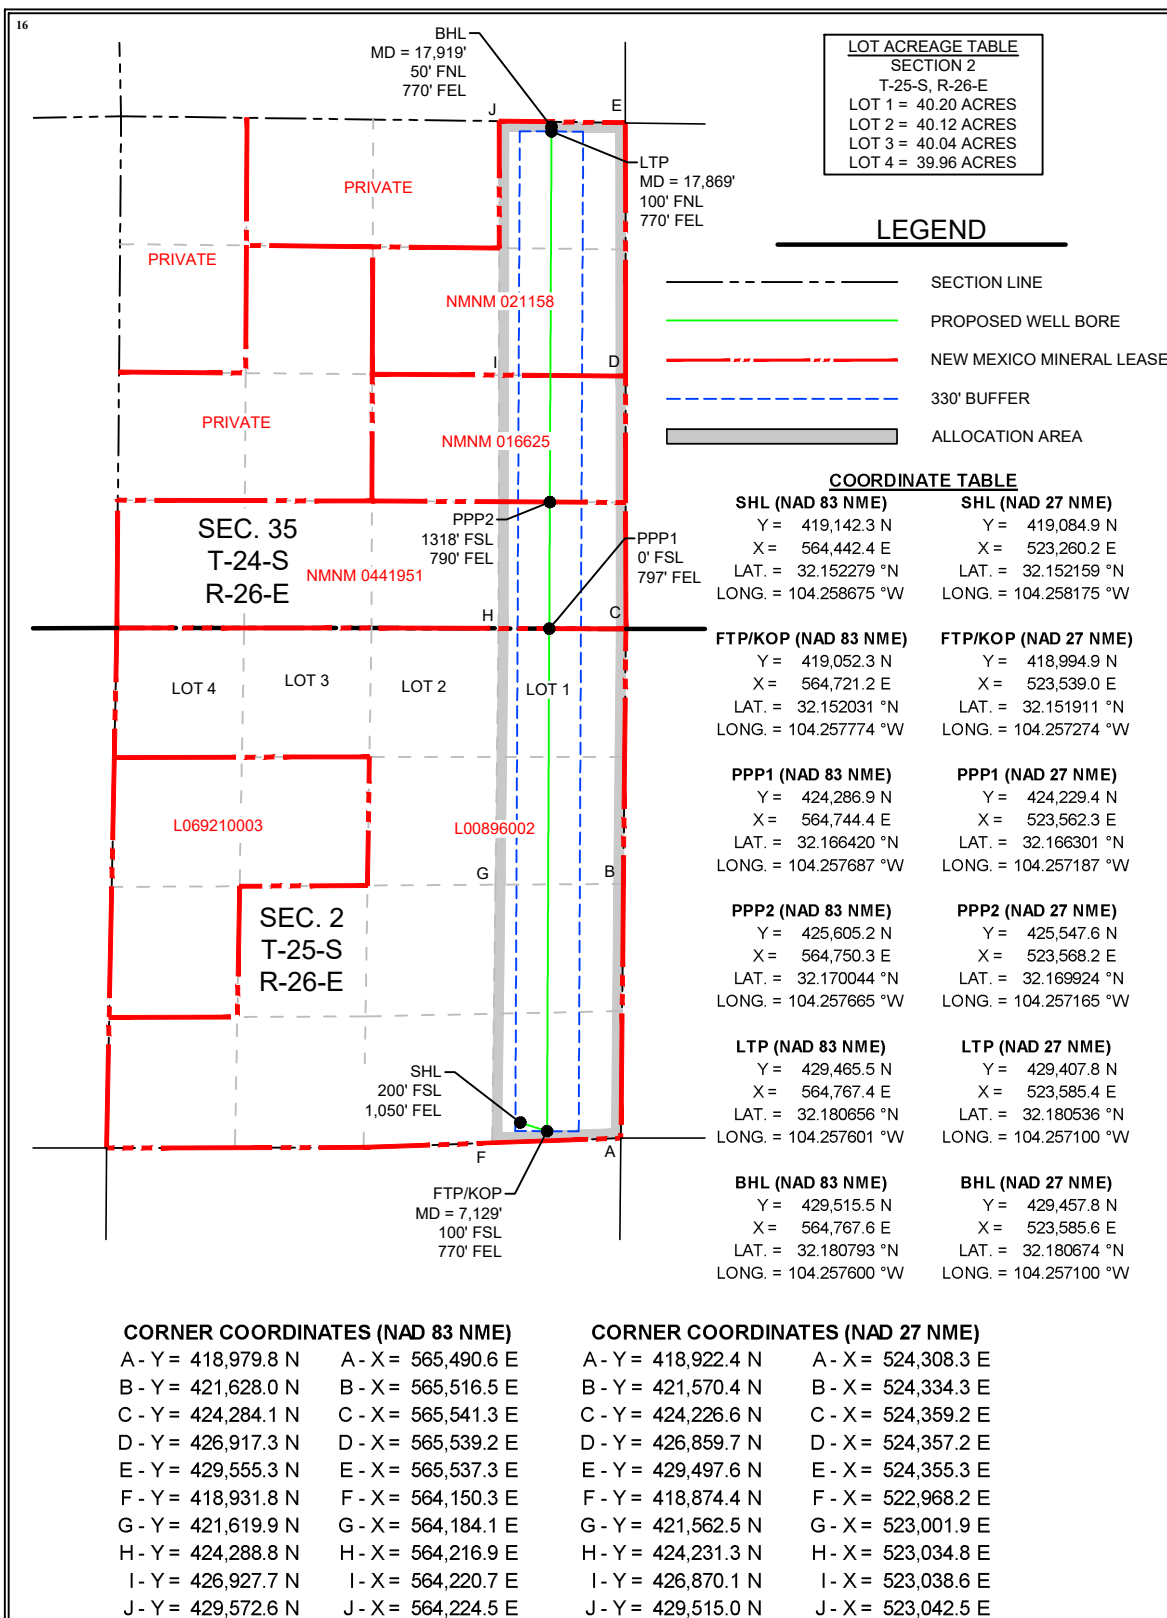 16
BHL
MD = 17,919'
50' FNL
770' FEL
J
E
LTP
MD = 17,869'
100' FNL
770' FEL
PRIVATE
PRIVATE
NMNM 021158
I
D
PRIVATE
NMNM 016625
PPP2
1318' FSL
790' FEL
PPP1
0' FSL
797' FEL
SEC. 35
T-24-S
R-26-E
NMNM 0441951
H
C
LOT 4
LOT 3
LOT 2
LOT 1
L069210003
L00896002
G
B
SEC. 2
T-25-S
R-26-E
SHL
200' FSL
1,050' FEL
F
A
FTP/KOP
MD = 7,129'
100' FSL
770' FEL
LOT ACREAGE TABLE
SECTION 2
T-25-S, R-26-E
LOT 1 = 40.20 ACRES
LOT 2 = 40.12 ACRES
LOT 3 = 40.04 ACRES
LOT 4 = 39.96 ACRES
LEGEND
SECTION LINE
PROPOSED WELL BORE
NEW MEXICO MINERAL LEASE
330' BUFFER
ALLOCATION AREA
COORDINATE TABLE
SHL (NAD 83 NME) SHL (NAD 27 NME)
Y = 419,142.3 N Y = 419,084.9 N
X = 564,442.4 E X = 523,260.2 E
LAT. = 32.152279 °N LAT. = 32.152159 °N
LONG. = 104.258675 °W LONG. = 104.258175 °W
FTP/KOP (NAD 83 NME) FTP/KOP (NAD 27 NME)
Y = 419,052.3 N Y = 418,994.9 N
X = 564,721.2 E X = 523,539.0 E
LAT. = 32.152031 °N LAT. = 32.151911 °N
LONG. = 104.257774 °W LONG. = 104.257274 °W
PPP1 (NAD 83 NME) PPP1 (NAD 27 NME)
Y = 424,286.9 N Y = 424,229.4 N
X = 564,744.4 E X = 523,562.3 E
LAT. = 32.166420 °N LAT. = 32.166301 °N
LONG. = 104.257687 °W LONG. = 104.257187 °W
PPP2 (NAD 83 NME) PPP2 (NAD 27 NME)
Y = 425,605.2 N Y = 425,547.6 N
X = 564,750.3 E X = 523,568.2 E
LAT. = 32.170044 °N LAT. = 32.169924 °N
LONG. = 104.257665 °W LONG. = 104.257165 °W
LTP (NAD 83 NME) LTP (NAD 27 NME)
Y = 429,465.5 N Y = 429,407.8 N
X = 564,767.4 E X = 523,585.4 E
LAT. = 32.180656 °N LAT. = 32.180536 °N
LONG. = 104.257601 °W LONG. = 104.257100 °W
BHL (NAD 83 NME) BHL (NAD 27 NME)
Y = 429,515.5 N Y = 429,457.8 N
X = 564,767.6 E X = 523,585.6 E
LAT. = 32.180793 °N LAT. = 32.180674 °N
LONG. = 104.257600 °W LONG. = 104.257100 °W
CORNER COORDINATES (NAD 83 NME) CORNER COORDINATES (NAD 27 NME)
A - Y = 418,979.8 N A - X = 565,490.6 E A - Y = 418,922.4 N A - X = 524,308.3 E
B - Y = 421,628.0 N B - X = 565,516.5 E B - Y = 421,570.4 N B - X = 524,334.3 E
C - Y = 424,284.1 N C - X = 565,541.3 E C - Y = 424,226.6 N C - X = 524,359.2 E
D - Y = 426,917.3 N D - X = 565,539.2 E D - Y = 426,859.7 N D - X = 524,357.2 E
E - Y = 429,555.3 N E - X = 565,537.3 E E - Y = 429,497.6 N E - X = 524,355.3 E
F - Y = 418,931.8 N F - X = 564,150.3 E F - Y = 418,874.4 N F - X = 522,968.2 E
G - Y = 421,619.9 N G - X = 564,184.1 E G - Y = 421,562.5 N G - X = 523,001.9 E
H - Y = 424,288.8 N H - X = 564,216.9 E H - Y = 424,231.3 N H - X = 523,034.8 E
I - Y = 426,927.7 N I - X = 564,220.7 E I - Y = 426,870.1 N I - X = 523,038.6 E
J - Y = 429,572.6 N J - X = 564,224.5 E J - Y = 429,515.0 N J - X = 523,042.5 E